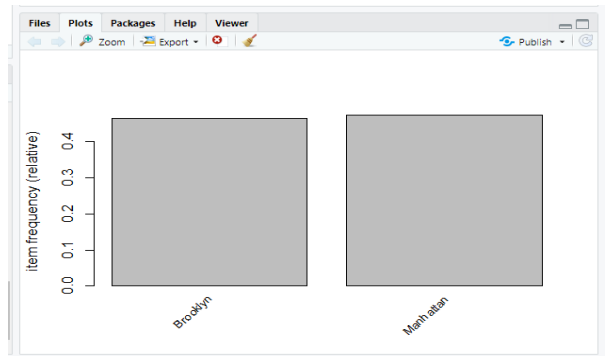 Files Plots Packages Help Viewer
Zoom Export Publish
item frequency (relative)
0.4
0.3
0.2
0.1
0.0
Brooklyn
Manhattan